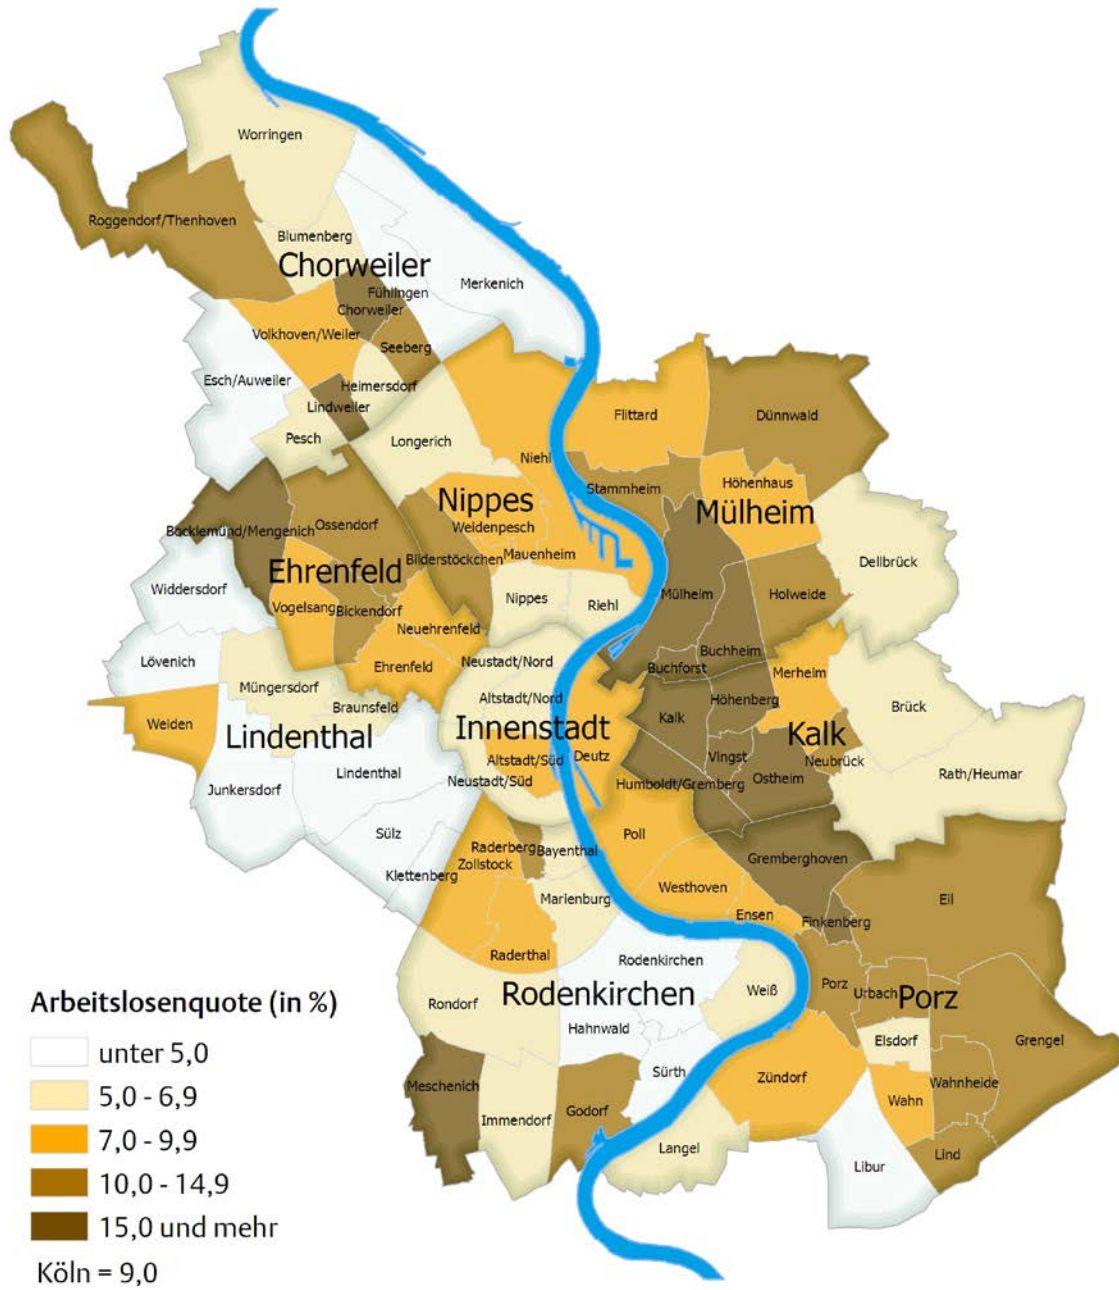 Worringen
Roggendorf/Thenhoven
Blumenberg
Chorweiler
Fühlingen
Merkenich
Chorweiler
Volkhoven/Weiler
Seeberg
Esch/Auweiler
Heimersdorf
Lindweiler
Pesch
Longerich
Flittard
Dünnwald
Niehl
Stammheim
Höhenhaus
Nippes
Mülheim
Weidenpesch
Bocklemünd/Mengenich
Ossendorf
Bilderstöckchen
Mauenheim
Dellbrück
Ehrenfeld
Widdersdorf
Vogelsang
Bickendorf
Nippes
Riehl
Mülheim
Holweide
Neuehrenfeld
Buchheim
Lövenich
Müngersdorf
Ehrenfeld
Neustadt/Nord
Buchforst
Merheim
Braunsfeld
Altstadt/Nord
Höhenberg
Brück
Weiden
Lindenthal
Innenstadt
Kalk
Kalk
Altstadt/Süd
Deutz
Vingst
Neubrück
Lindenthal
Neustadt/Süd
Humboldt/Gremberg
Ostheim
Rath/Heumar
Junkersdorf
Sülz
Raderberg
Zollstock
Bayenthal
Poll
Gremberghoven
Klettenberg
Marienburg
Westhoven
Ensen
Finkenberg
Eil
Raderthal
Rodenkirchen
Rondorf
Rodenkirchen
Weiß
Porz
Urbach
Porz
Hahnwald
Elsdorf
Grengel
Meschenich
Sürth
Zündorf
Wahnheide
Immendorf
Godorf
Wahn
Langel
Libur
Lind
Arbeitslosenquote (in %)
unter 5,0
5,0 - 6,9
7,0 - 9,9
10,0 - 14,9
15,0 und mehr
Köln = 9,0